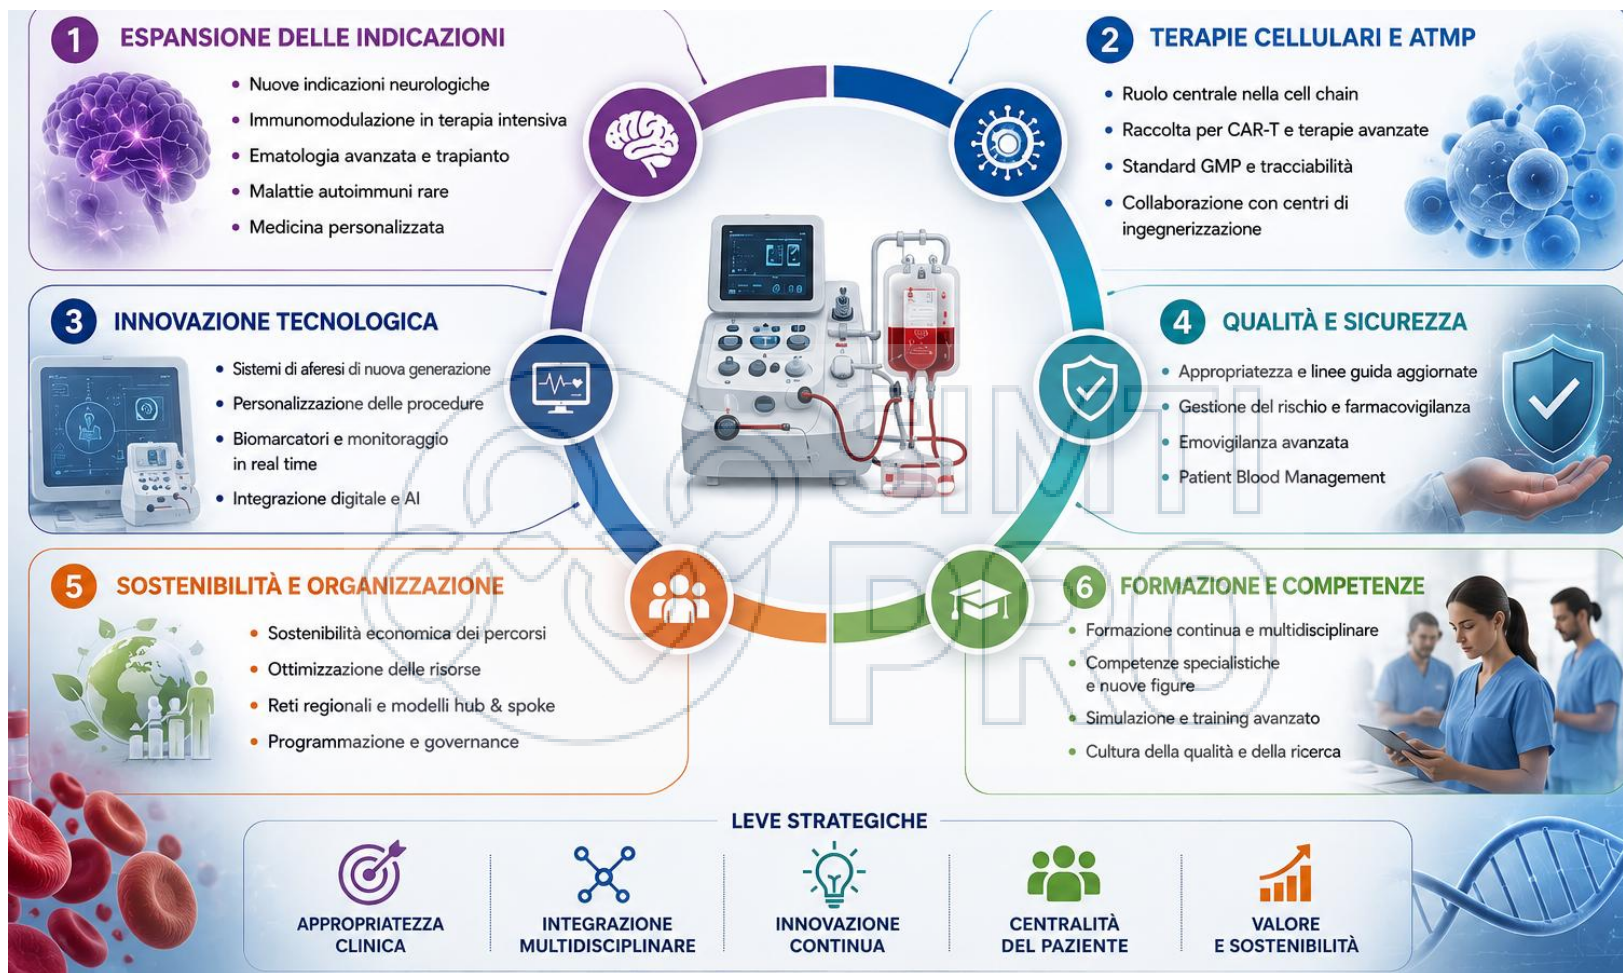 1 ESPANSIONE DELLE INDICAZIONI
• Nuove indicazioni neurologiche
• Immunomodulazione in terapia intensiva
• Ematologia avanzata e trapianto
• Malattie autoimmuni rare
• Medicina personalizzata
2 TERAPIE CELLULARI E ATMP
• Ruolo centrale nella cell chain
• Raccolta per CAR-T e terapie avanzate
• Standard GMP e tracciabilità
• Collaborazione con centri di
ingegnerizzazione
3 INNOVAZIONE TECNOLOGICA
• Sistemi di aferesi di nuova generazione
• Personalizzazione delle procedure
• Biomarcatori e monitoraggio
in real time
• Integrazione digitale e AI
4 QUALITÀ E SICUREZZA
• Appropriatezza e linee guida aggiornate
• Gestione del rischio e farmacovigilanza
• Emovigilanza avanzata
• Patient Blood Management
5 SOSTENIBILITÀ E ORGANIZZAZIONE
• Sostenibilità economica dei percorsi
• Ottimizzazione delle risorse
• Reti regionali e modelli hub & spoke
• Programmazione e governance
6 FORMAZIONE E COMPETENZE
• Formazione continua e multidisciplinare
• Competenze specialistiche
e nuove figure
• Simulazione e training avanzato
• Cultura della qualità e della ricerca
SIMTI
PRO
LEVE STRATEGICHE
APPROPRIATEZZA
CLINICA
INTEGRAZIONE
MULTIDISCIPLINARE
INNOVAZIONE
CONTINUA
CENTRALITÀ
DEL PAZIENTE
VALORE
E SOSTENIBILITÀ